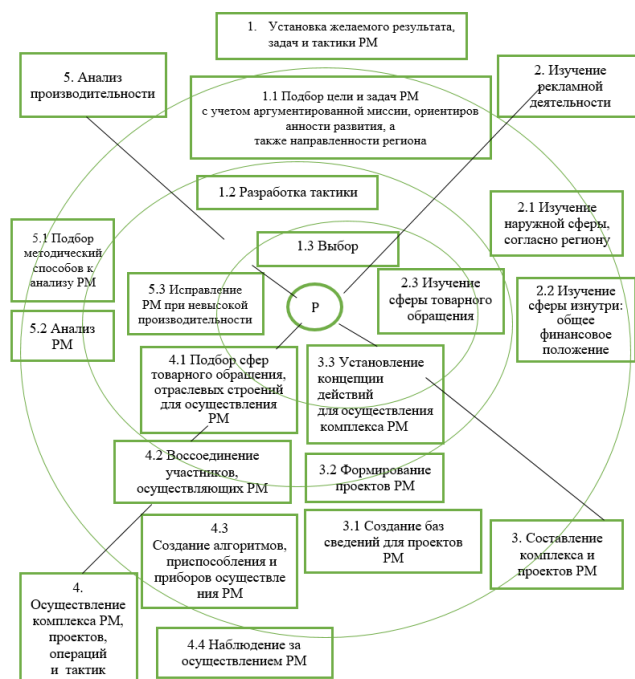 1. Установка желаемого результата,
задач и тактики РМ
5. Анализ
производительности
2. Изучение
рекламной
деятельности
1.1 Подбор цели и задач РМ
с учетом аргументированной миссии, ориентиров
анности развития, а
также направленности региона
1.2 Разработка тактики
2.1 Изучение
наружной сферы,
согласно региону
5.1 Подбор
методический
способов к
анализу РМ
1.3 Выбор
5.3 Исправление
РМ при невысокой
производительности
Р
2.3 Изучение
сферы товарного
обращения
2.2 Изучение
сферы изнутри:
общее
финансовое
положение
5.2 Анализ
РМ
4.1 Подбор сфер
товарного обращения,
отраслевых строений
для осуществления
РМ
3.3 Установление
концепции
действий
для осуществления
комплекса РМ
4.2 Воссоединение
участников,
осуществляющих РМ
3.2 Формирование
проектов РМ
4.3
Создание алгоритмов,
приспособления и
приборов осуществле
ния РМ
3.1 Создание баз
сведений для проектов
РМ
3. Составление
комплекса и
проектов РМ
4.
Осуществление
комплекса РМ,
проектов,
операций
и тактик
4.4 Наблюдение за
осуществлением РМ